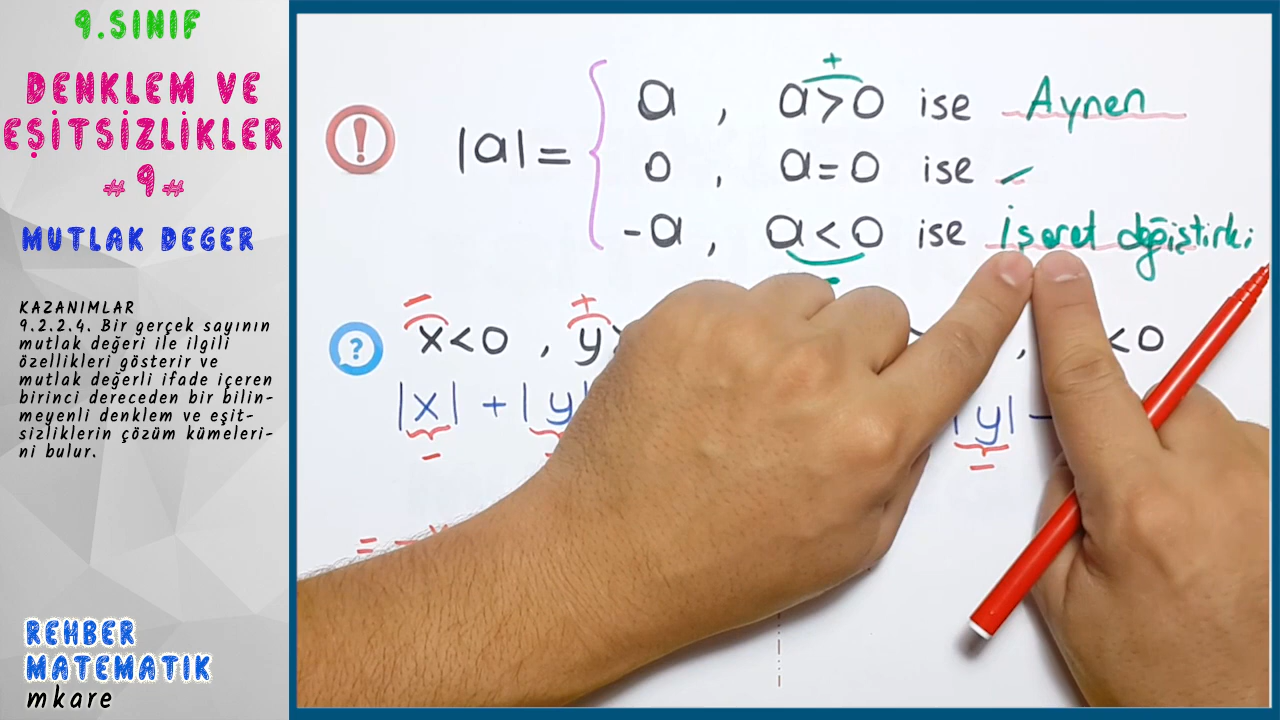 9.SINIF
DENKLEM VE
EŞİTSİZLİKLER
#9#
MUTLAK DEGER
KAZANIMLAR
9.2.2.4. Bir gerçek sayının
mutlak değeri ile ilgili
özellikleri gösterir ve
mutlak değerli ifade içeren
birinci dereceden bir bilin-
meyenli denklem ve eşit-
sizliklerin çözüm kümeleri-
ni bulur.
REHBER
MATEMATIK
mkare
+
a , a>0 ise Aynen
|a|= 0 , a=0 ise
-a , a<0 ise İşaret değiştirki
- +
x<0 , y , <0
|x| + |y| |y| -
- -
= -